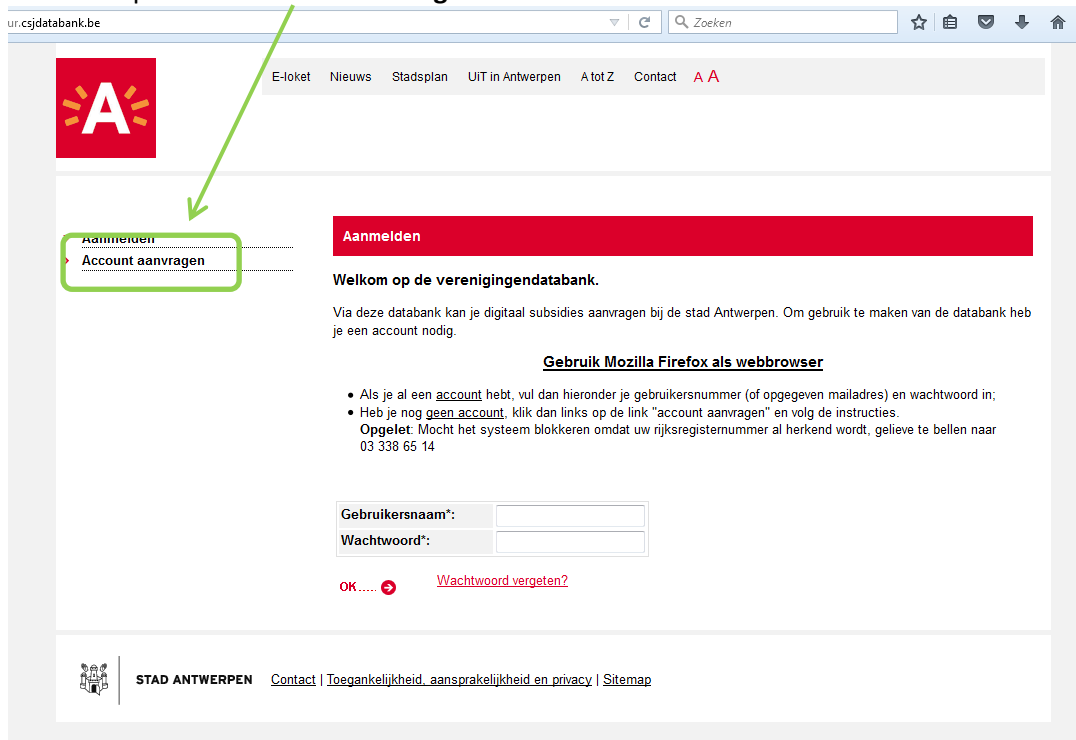 ur.csjdatabank.be
Zoeken
E-loket Nieuws Stadsplan UiT in Antwerpen A tot Z Contact A A
A
Aanmelden
Account aanvragen
Aanmelden
Welkom op de verenigingendatabank.
Via deze databank kan je digitaal subsidies aanvragen bij de stad Antwerpen. Om gebruik te maken van de databank heb
je een account nodig.
Gebruik Mozilla Firefox als webbrowser
• Als je al een account hebt, vul dan hieronder je gebruikersnummer (of opgegeven mailadres) en wachtwoord in;
• Heb je nog geen account, klik dan links op de link "account aanvragen" en volg de instructies.
Opgelet: Mocht het systeem blokkeren omdat uw rijksregisternummer al herkend wordt, gelieve te bellen naar
03 338 65 14
Gebruikersnaam*:
Wachtwoord*:
OK.....
Wachtwoord vergeten?
STAD ANTWERPEN Contact | Toegankelijkheid, aansprakelijkheid en privacy | Sitemap